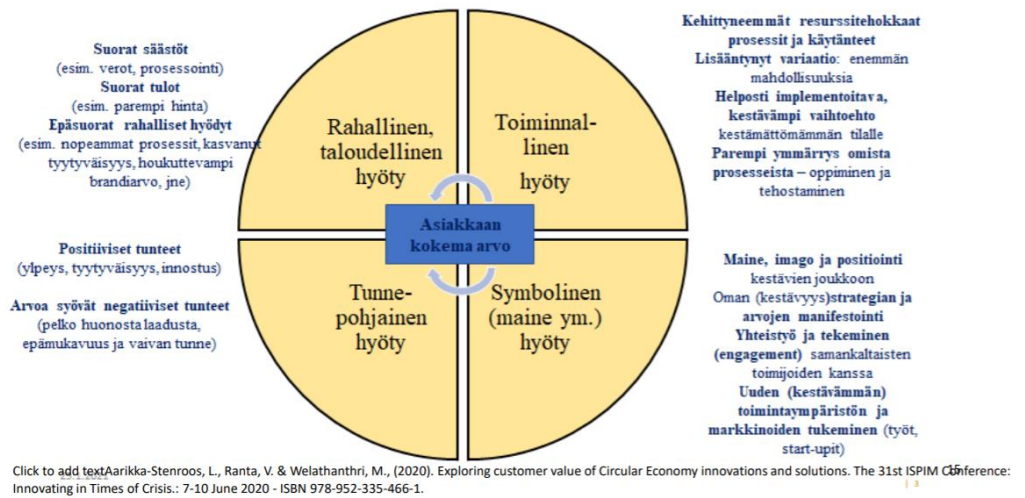 Suorat säästöt
(esim. verot, prosessointi)
Suorat tulot
(esim. parempi hinta)
Epäsuorat rahalliset hyödyt
(esim. nopeammat prosessit, kasvanut
tyytyväisyys, houkuttevampi
brandiarvo, jne)
Rahallinen,
taloudellinen
hyöty
Toiminnal-
linen
hyöty
Kehittyneemmät resurssitehokkaat
prosessit ja käytänteet
Lisääntynyt variaatio: enemmän
mahdollisuuksia
Helposti implementoitava,
kestävämpi vaihtoehto
kestämättömämmän tilalle
Parempi ymmärrys omista
prosesseista – oppiminen ja
tehostaminen
Asiakkaan
kokema arvo
Positiiviset tunteet
(ylpeys, tyytyväisyys, innostus)
Arvoa syövät negatiiviset tunteet
(pelko huonosta laadusta,
epämukavuus ja vaivan tunne)
Tunne-
pohjainen
hyöty
Symbolinen
(maine ym.)
hyöty
Maine, imago ja positiointi
kestävien joukkoon
Oman (kestävyys)strategian ja
arvojen manifestointi
Yhteistyö ja tekeminen
(engagement) samankaltaisten
toimijoiden kanssa
Uuden (kestävämmän)
toimintaympäristön ja
markkinoiden tukeminen (työt,
start-upit)
Click to add textAarikka-Stenroos, L., Ranta, V. & Welathanthri, M., (2020). Exploring customer value of Circular Economy innovations and solutions. The 31st ISPIM Conference:
Innovating in Times of Crisis.: 7-10 June 2020 - ISBN 978-952-335-466-1.
25.1.2021
15